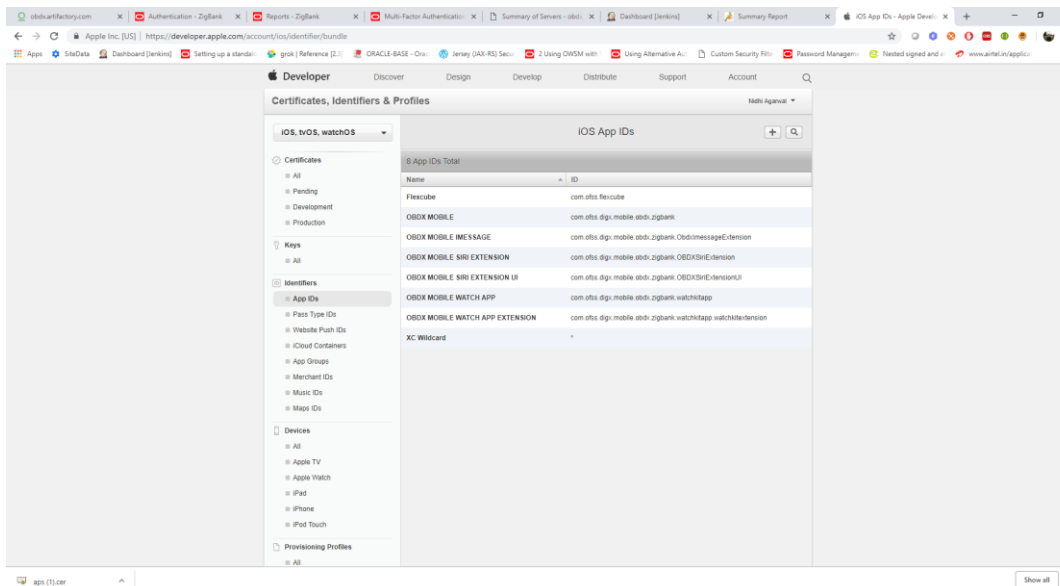 obdx.artifactory.com
Authentication - ZigBank
Reports - ZigBank
Multi-Factor Authentication
Summary of Servers - obdx
Dashboard [Jenkins]
Summary Report
iOS App IDs - Apple Develo
Apple Inc. [US] | https://developer.apple.com/account/ios/identifier/bundle
Apps
SiteData
Dashboard [Jenkins]
Setting up a standal
grok | Reference [2.3]
ORACLE-BASE - Orac
Jersey (JAX-RS) Secu
2 Using OWSM with
Using Alternative Au
Custom Security Filte
Password Manageme
Nested signed and e
www.airtel.in/applica
Developer
Discover
Design
Develop
Distribute
Support
Account
Certificates, Identifiers & Profiles
Nidhi Agarwal
iOS, tvOS, watchOS
Certificates
All
Pending
Development
Production
Keys
All
Identifiers
App IDs
Pass Type IDs
Website Push IDs
iCloud Containers
App Groups
Merchant IDs
Music IDs
Maps IDs
Devices
All
Apple TV
Apple Watch
iPad
iPhone
iPod Touch
Provisioning Profiles
All
iOS App IDs
8 App IDs Total
Name ID
Flexcube com.ofss.flexcube
OBDX MOBILE com.ofss.digx.mobile.obdx.zigbank
OBDX MOBILE IMESSAGE com.ofss.digx.mobile.obdx.zigbank.ObdxImessageExtension
OBDX MOBILE SIRI EXTENSION com.ofss.digx.mobile.obdx.zigbank.OBDXSiriExtension
OBDX MOBILE SIRI EXTENSION UI com.ofss.digx.mobile.obdx.zigbank.OBDXSiriExtensionUI
OBDX MOBILE WATCH APP com.ofss.digx.mobile.obdx.zigbank.watchkitapp
OBDX MOBILE WATCH APP EXTENSION com.ofss.digx.mobile.obdx.zigbank.watchkitapp.watchkitextension
XC Wildcard *
aps (1).cer
Show all